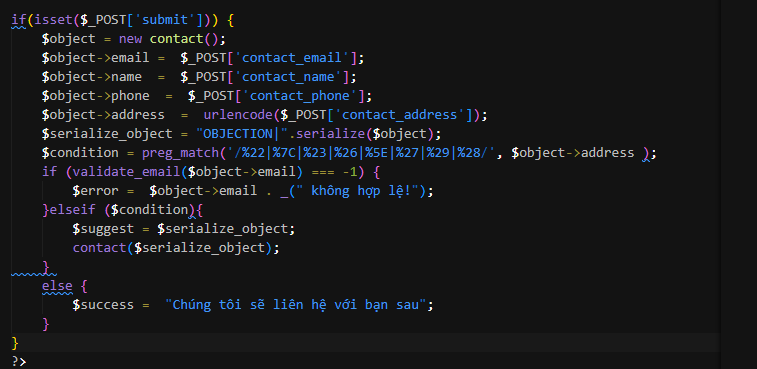 if(isset($_POST['submit'])) {
    $object = new contact();
    $object->email =  $_POST['contact_email'];
    $object->name  =  $_POST['contact_name'];
    $object->phone  =  $_POST['contact_phone'];
    $object->address  =  urlencode($_POST['contact_address']);
    $serialize_object = "OBJECTION|".serialize($object);
    $condition = preg_match('/%22|%7C|%23|%26|%5E|%27|%29|%28/', $object->address );
    if (validate_email($object->email) === -1) {
        $error =  $object->email . _(" không hợp lệ!");
    }elseif ($condition){
        $suggest = $serialize_object;
        contact($serialize_object);
    }
    else {
        $success =  "Chúng tôi sẽ liên hệ với bạn sau";
    }
}
?>